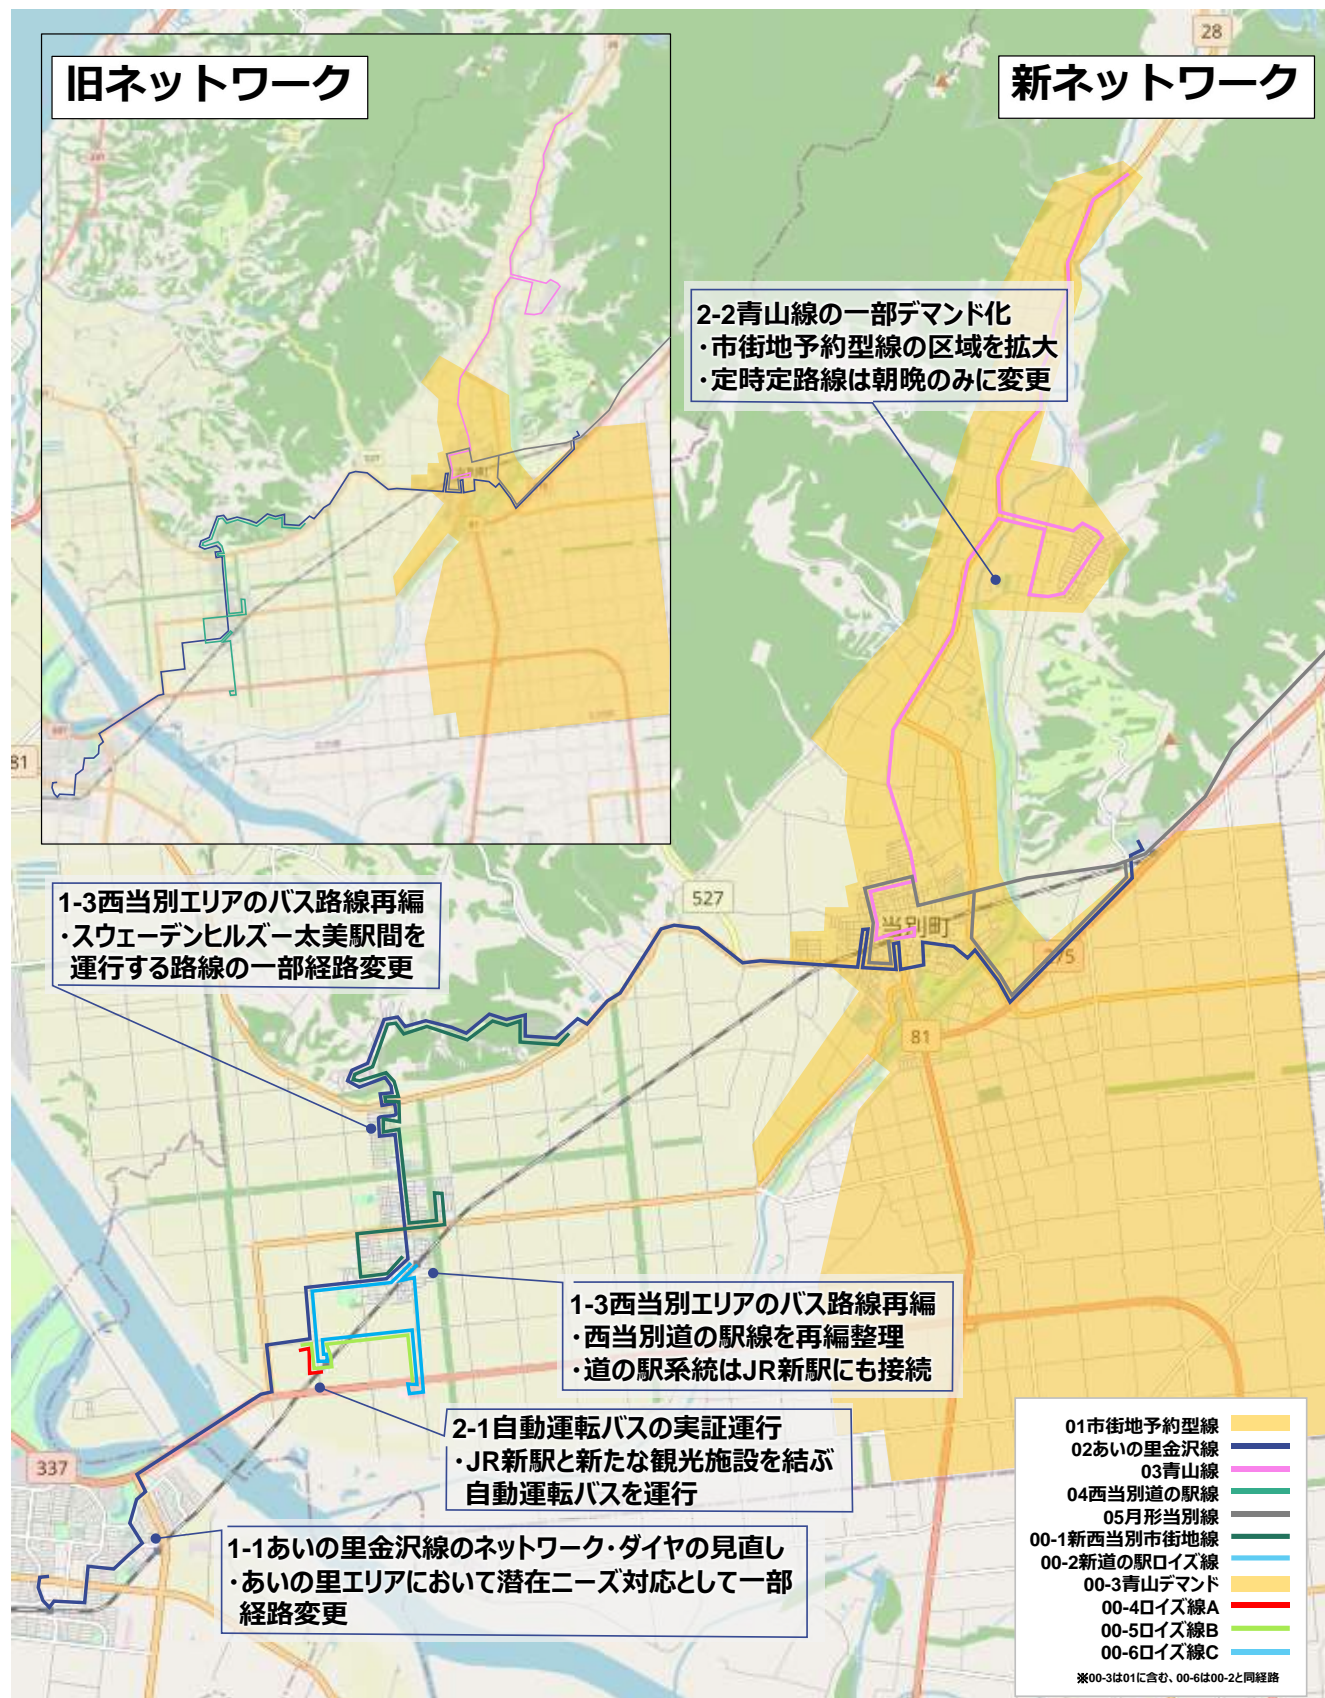 旧ネットワーク
新ネットワーク
28
2-2青山線の一部デマンド化
・市街地予約型線の区域を拡大
・定時定路線は朝晩のみに変更
527
81
81
1-3西当別エリアのバス路線再編
・スウェーデンヒルズー太美駅間を
運行する路線の一部経路変更
527
当別町
275
81
1-3西当別エリアのバス路線再編
・西当別道の駅線を再編整理
・道の駅系統はJR新駅にも接続
2-1自動運転バスの実証運行
・JR新駅と新たな観光施設を結ぶ
自動運転バスを運行
337
1-1あいの里金沢線のネットワーク・ダイヤの見直し
・あいの里エリアにおいて潜在ニーズ対応として一部
経路変更
01市街地予約型線
02あいの里金沢線
03青山線
04西当別道の駅線
05月形当別線
00-1新西当別市街地線
00-2新道の駅ロイズ線
00-3青山デマンド
00-4ロイズ線A
00-5ロイズ線B
00-6ロイズ線C
※00-3は01に含む、00-6は00-2と同経路